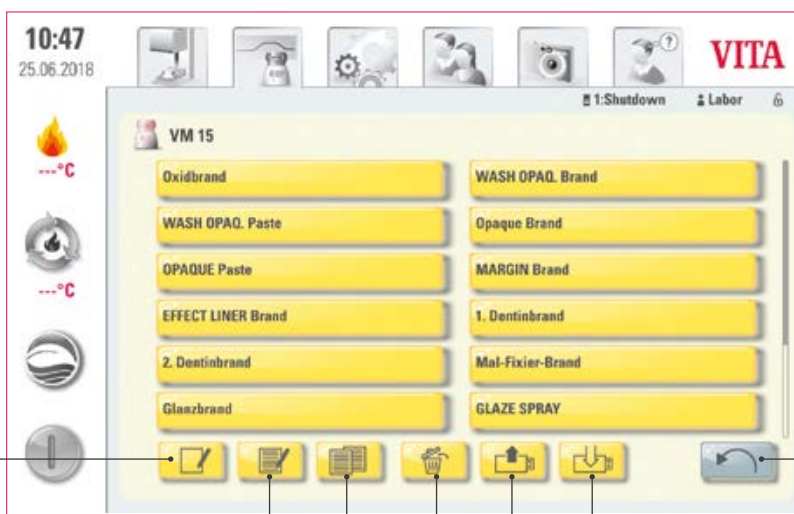 10:47
25.06.2018
VITA
1:Shutdown Labor
VM 15
---°C
Oxidbrand WASH OPAQ. Brand
WASH OPAQ. Paste Opaque Brand
OPAQUE Paste MARGIN Brand
---°C
EFFECT LINER Brand 1. Dentinbrand
2. Dentinbrand Mal-Fixier-Brand
Glanzbrand GLAZE SPRAY